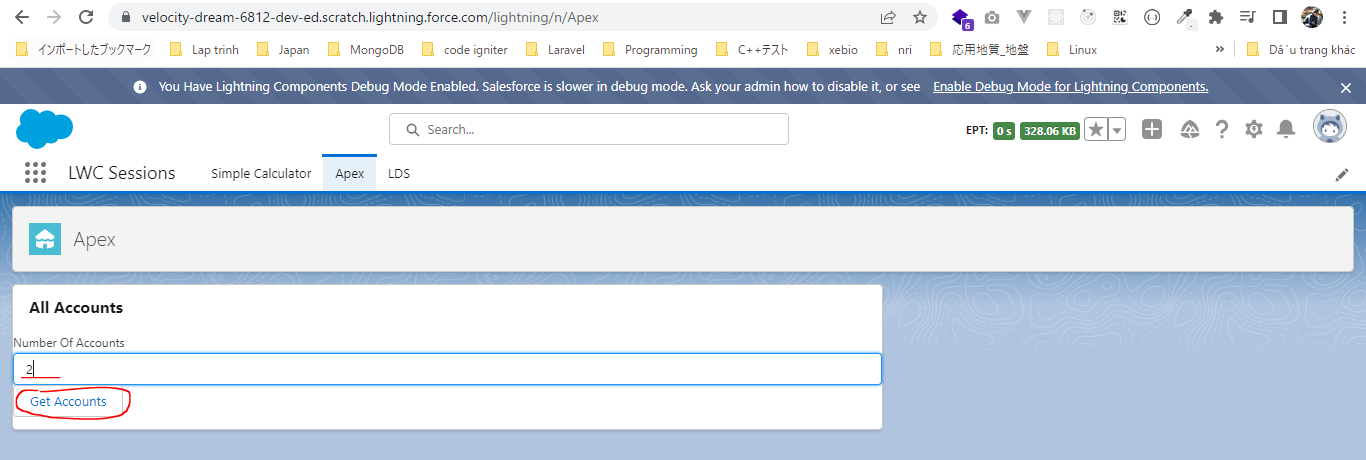 velocity-dream-6812-dev-ed.scratch.lightning.force.com/lightning/n/Apex
6
インポートしたブックマーク Lap trinh Japan MongoDB code igniter Laravel Programming C++テスト xebio nri 応用地質_地盤 Linux » Dấu trang khác
You Have Lightning Components Debug Mode Enabled. Salesforce is slower in debug mode. Ask your admin how to disable it, or see Enable Debug Mode for Lightning Components.
Search...
EPT: 0 s 328.06 KB
LWC Sessions Simple Calculator Apex LDS
Apex
All Accounts
Number Of Accounts
2
Get Accounts